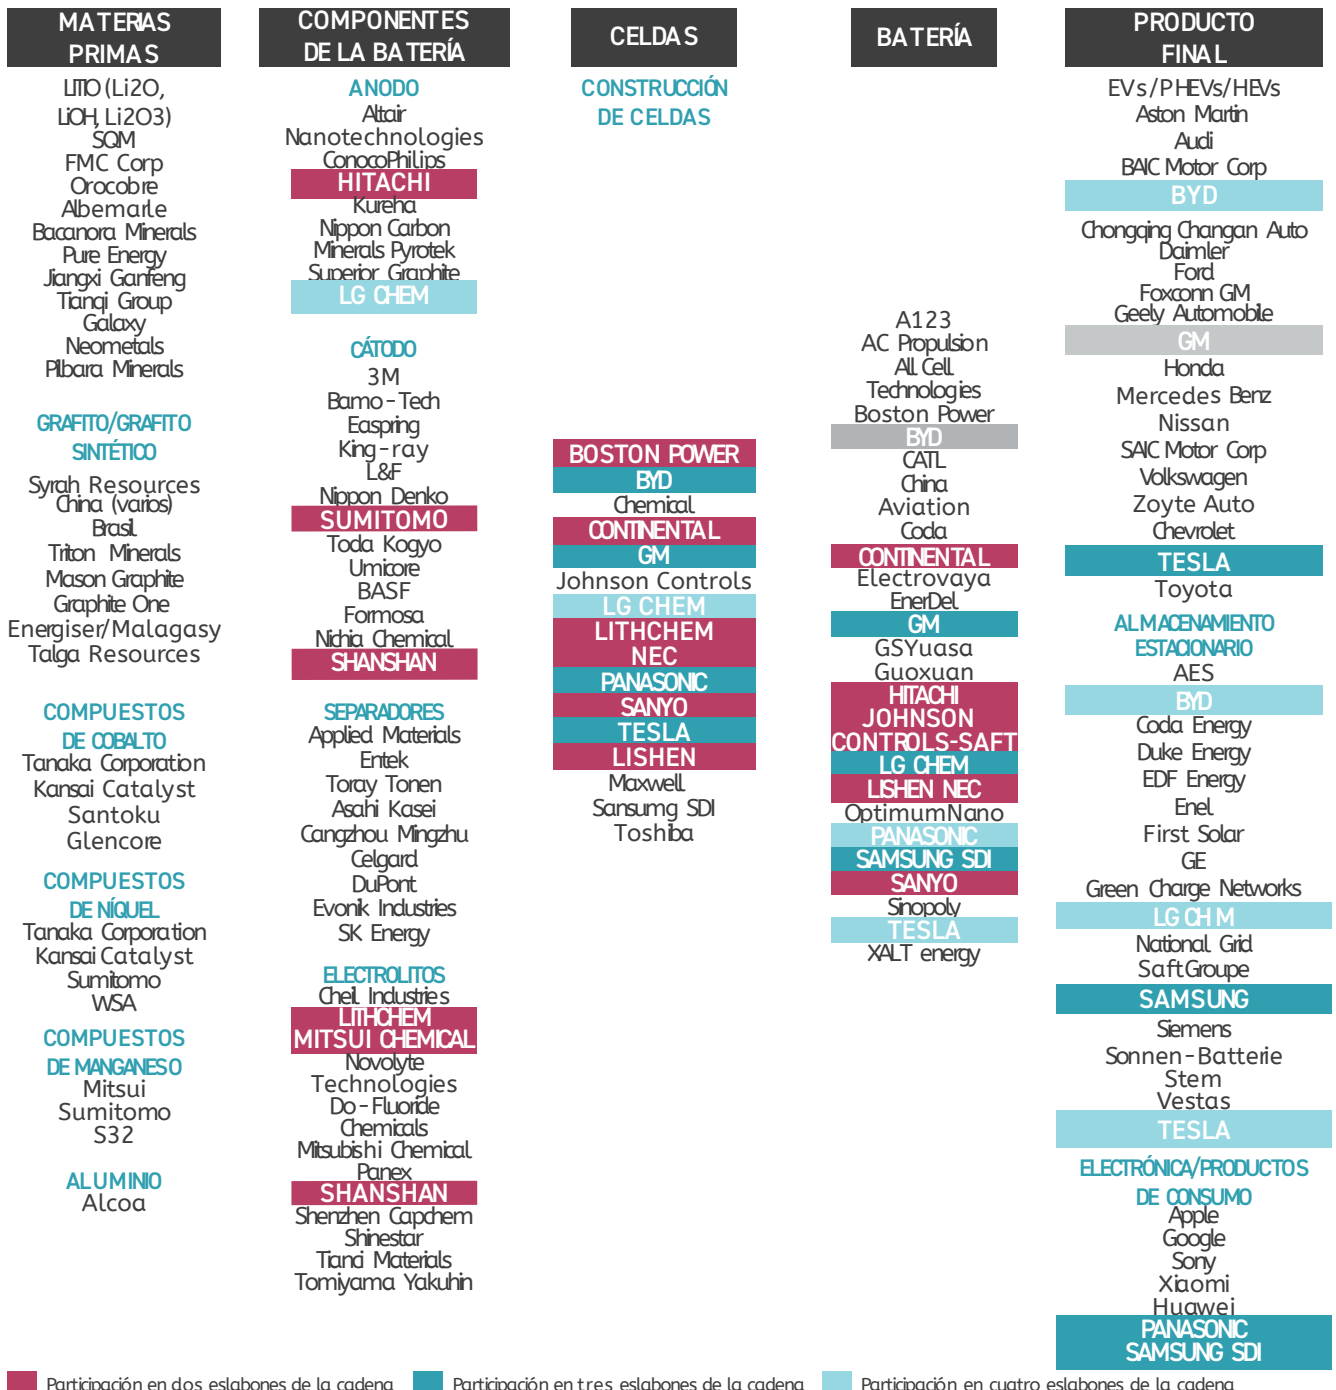 MATERIAS
PRIMAS
LITIO (Li2O,
LiOH, Li2O3)
SQM
FMC Corp
Orocobre
Albemarle
Bacanora Minerals
Pure Energy
Jiangxi Ganfeng
Tianqi Group
Galaxy
Neometals
Pilbara Minerals
GRAFITO/GRAFITO
SINTÉTICO
Syrah Resources
China (varios)
Brasil
Triton Minerals
Mason Graphite
Graphite One
Energiser/Malagasy
Talga Resources
COMPUESTOS
DE COBALTO
Tanaka Corporation
Kansai Catalyst
Santoku
Glencore
COMPUESTOS
DE NÍQUEL
Tanaka Corporation
Kansai Catalyst
Sumitomo
WSA
COMPUESTOS
DE MANGANESO
Mitsui
Sumitomo
S32
ALUMINIO
Alcoa
COMPONENTES
DE LA BATERÍA
ANODO
Altair
Nanotechnologies
ConocoPhilips
HITACHI
Kureha
Nippon Carbon
Minerals Pyrotek
Superior Graphite
LG CHEM
CÁTODO
3M
Bamo-Tech
Easpring
King-ray
L&F
Nippon Denko
SUMITOMO
Toda Kogyo
Umicore
BASF
Formosa
Nichia Chemical
SHANSHAN
SEPARADORES
Applied Materials
Entek
Toray Tonen
Asahi Kasei
Cangzhou Mingzhu
Celgard
DuPont
Evonik Industries
SK Energy
ELECTROLITOS
Cheil Industries
LITHCHEM
MITSUI CHEMICAL
Novolyte
Technologies
Do-Fluoride
Chemicals
Mitsubishi Chemical
Panex
SHANSHAN
Shenzhen Capchem
Shinestar
Tianci Materials
Tomiyama Yakuhin
CELDAS
CONSTRUCCIÓN
DE CELDAS
BOSTON POWER
BYD
Chemical
CONTINENTAL
GM
Johnson Controls
LG CHEM
LITHCHEM
NEC
PANASONIC
SANYO
TESLA
LISHEN
Maxwell
Sansumg SDI
Toshiba
BATERÍA
A123
AC Propulsion
All Cell
Technologies
Boston Power
BYD
CATL
China
Aviation
Coda
CONTINENTAL
Electrovaya
EnerDel
GM
GSYuasa
Guoxuan
HITACHI
JOHNSON
CONTROLS-SAFT
LG CHEM
LISHEN NEC
OptimumNano
PANASONIC
SAMSUNG SDI
SANYO
Sinopoly
TESLA
XALT energy
PRODUCTO
FINAL
EVs/PHEVs/HEVs
Aston Martin
Audi
BAIC Motor Corp
BYD
Chongqing Changan Auto
Daimler
Ford
Foxconn GM
Geely Automobile
GM
Honda
Mercedes Benz
Nissan
SAIC Motor Corp
Volkswagen
Zoyte Auto
Chevrolet
TESLA
Toyota
ALMACENAMIENTO
ESTACIONARIO
AES
BYD
Coda Energy
Duke Energy
EDF Energy
Enel
First Solar
GE
Green Charge Networks
LG CHM
National Grid
SaftGroupe
SAMSUNG
Siemens
Sonnen-Batterie
Stem
Vestas
TESLA
ELECTRÓNICA/PRODUCTOS
DE CONSUMO
Apple
Google
Sony
Xiaomi
Huawei
PANASONIC
SAMSUNG SDI
Participación en dos eslabones de la cadena
Participación en tres eslabones de la cadena
Participación en cuatro eslabones de la cadena